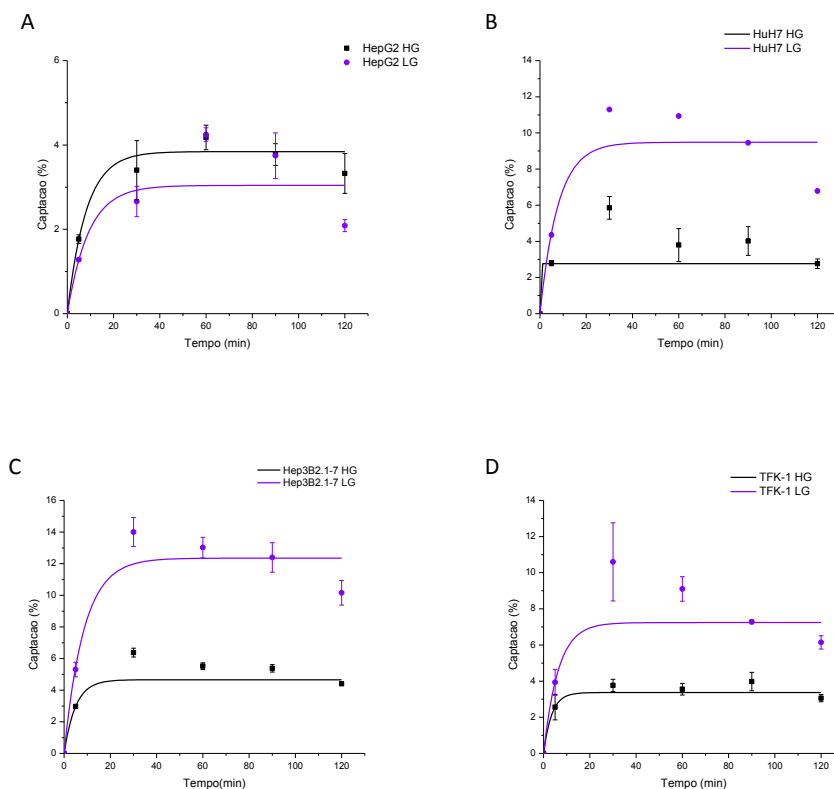 A
HepG2 HG
HepG2 LG
6
4
2
0
Captacao (%)
0 20 40 60 80 100 120
Tempo (min)
B
HuH7 HG
HuH7 LG
14
12
10
8
6
4
2
0
Captacao (%)
0 20 40 60 80 100 120
Tempo (min)
C
Hep3B2.1-7 HG
Hep3B2.1-7 LG
16
14
12
10
8
6
4
2
0
Captacao (%)
0 20 40 60 80 100 120
Tempo(min)
D
TFK-1 HG
TFK-1 LG
14
12
10
8
6
4
2
0
Captacao (%)
0 20 40 60 80 100 120
Tempo (min)